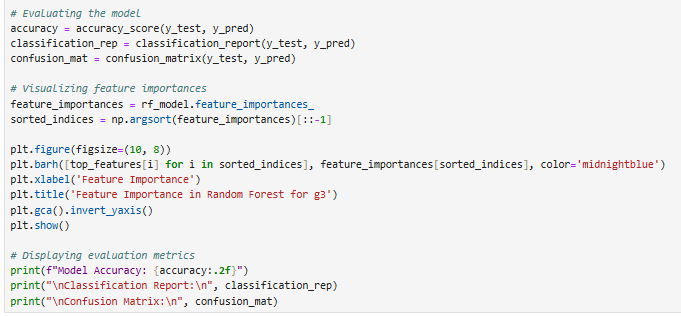 # Evaluating the model
accuracy = accuracy_score(y_test, y_pred)
classification_rep = classification_report(y_test, y_pred)
confusion_mat = confusion_matrix(y_test, y_pred)

# Visualizing feature importances
feature_importances = rf_model.feature_importances_
sorted_indices = np.argsort(feature_importances)[::-1]

plt.figure(figsize=(10, 8))
plt.barh([top_features[i] for i in sorted_indices], feature_importances[sorted_indices], color='midnightblue')
plt.xlabel('Feature Importance')
plt.title('Feature Importance in Random Forest for g3')
plt.gca().invert_yaxis()
plt.show()

# Displaying evaluation metrics
print(f"Model Accuracy: {accuracy:.2f}")
print("\nClassification Report:\n", classification_rep)
print("\nConfusion Matrix:\n", confusion_mat)